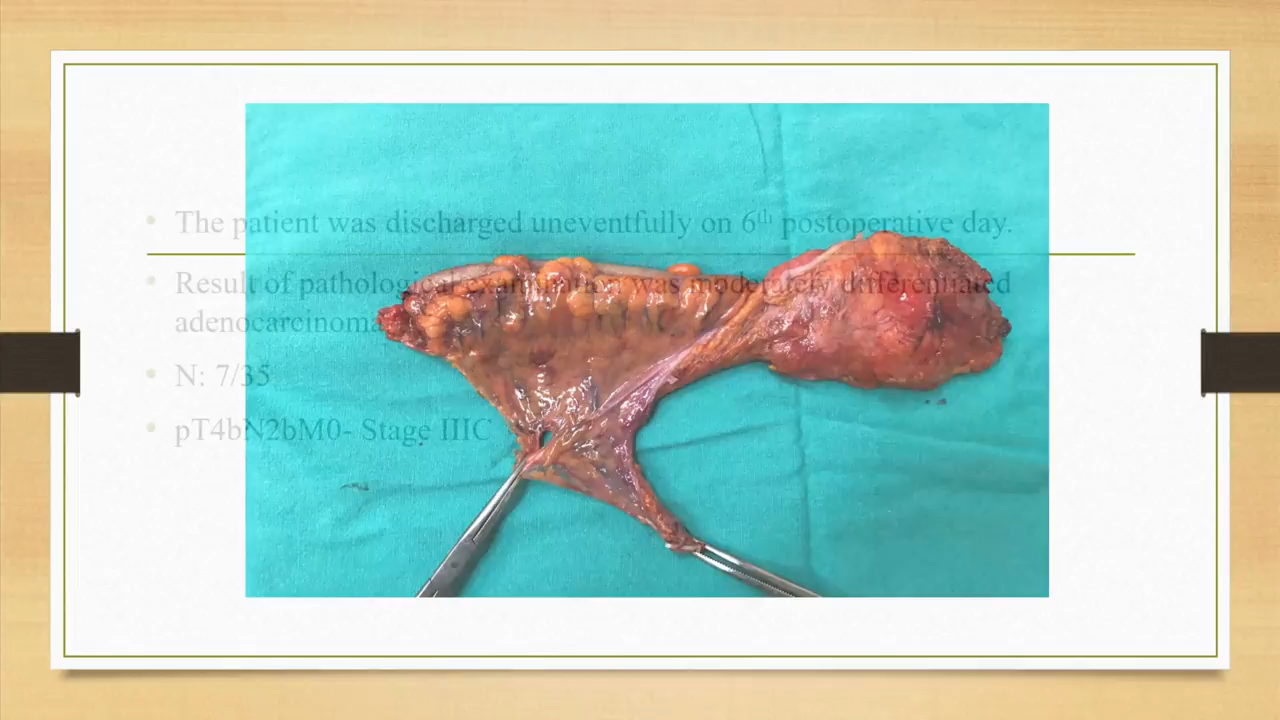 • The patient was discharged uneventfully on 6th postoperative day.
• Result of pathological examination was moderately differentiated
adenocarcinoma
• N: 7/35
• pT4bN2bM0- Stage IIIC